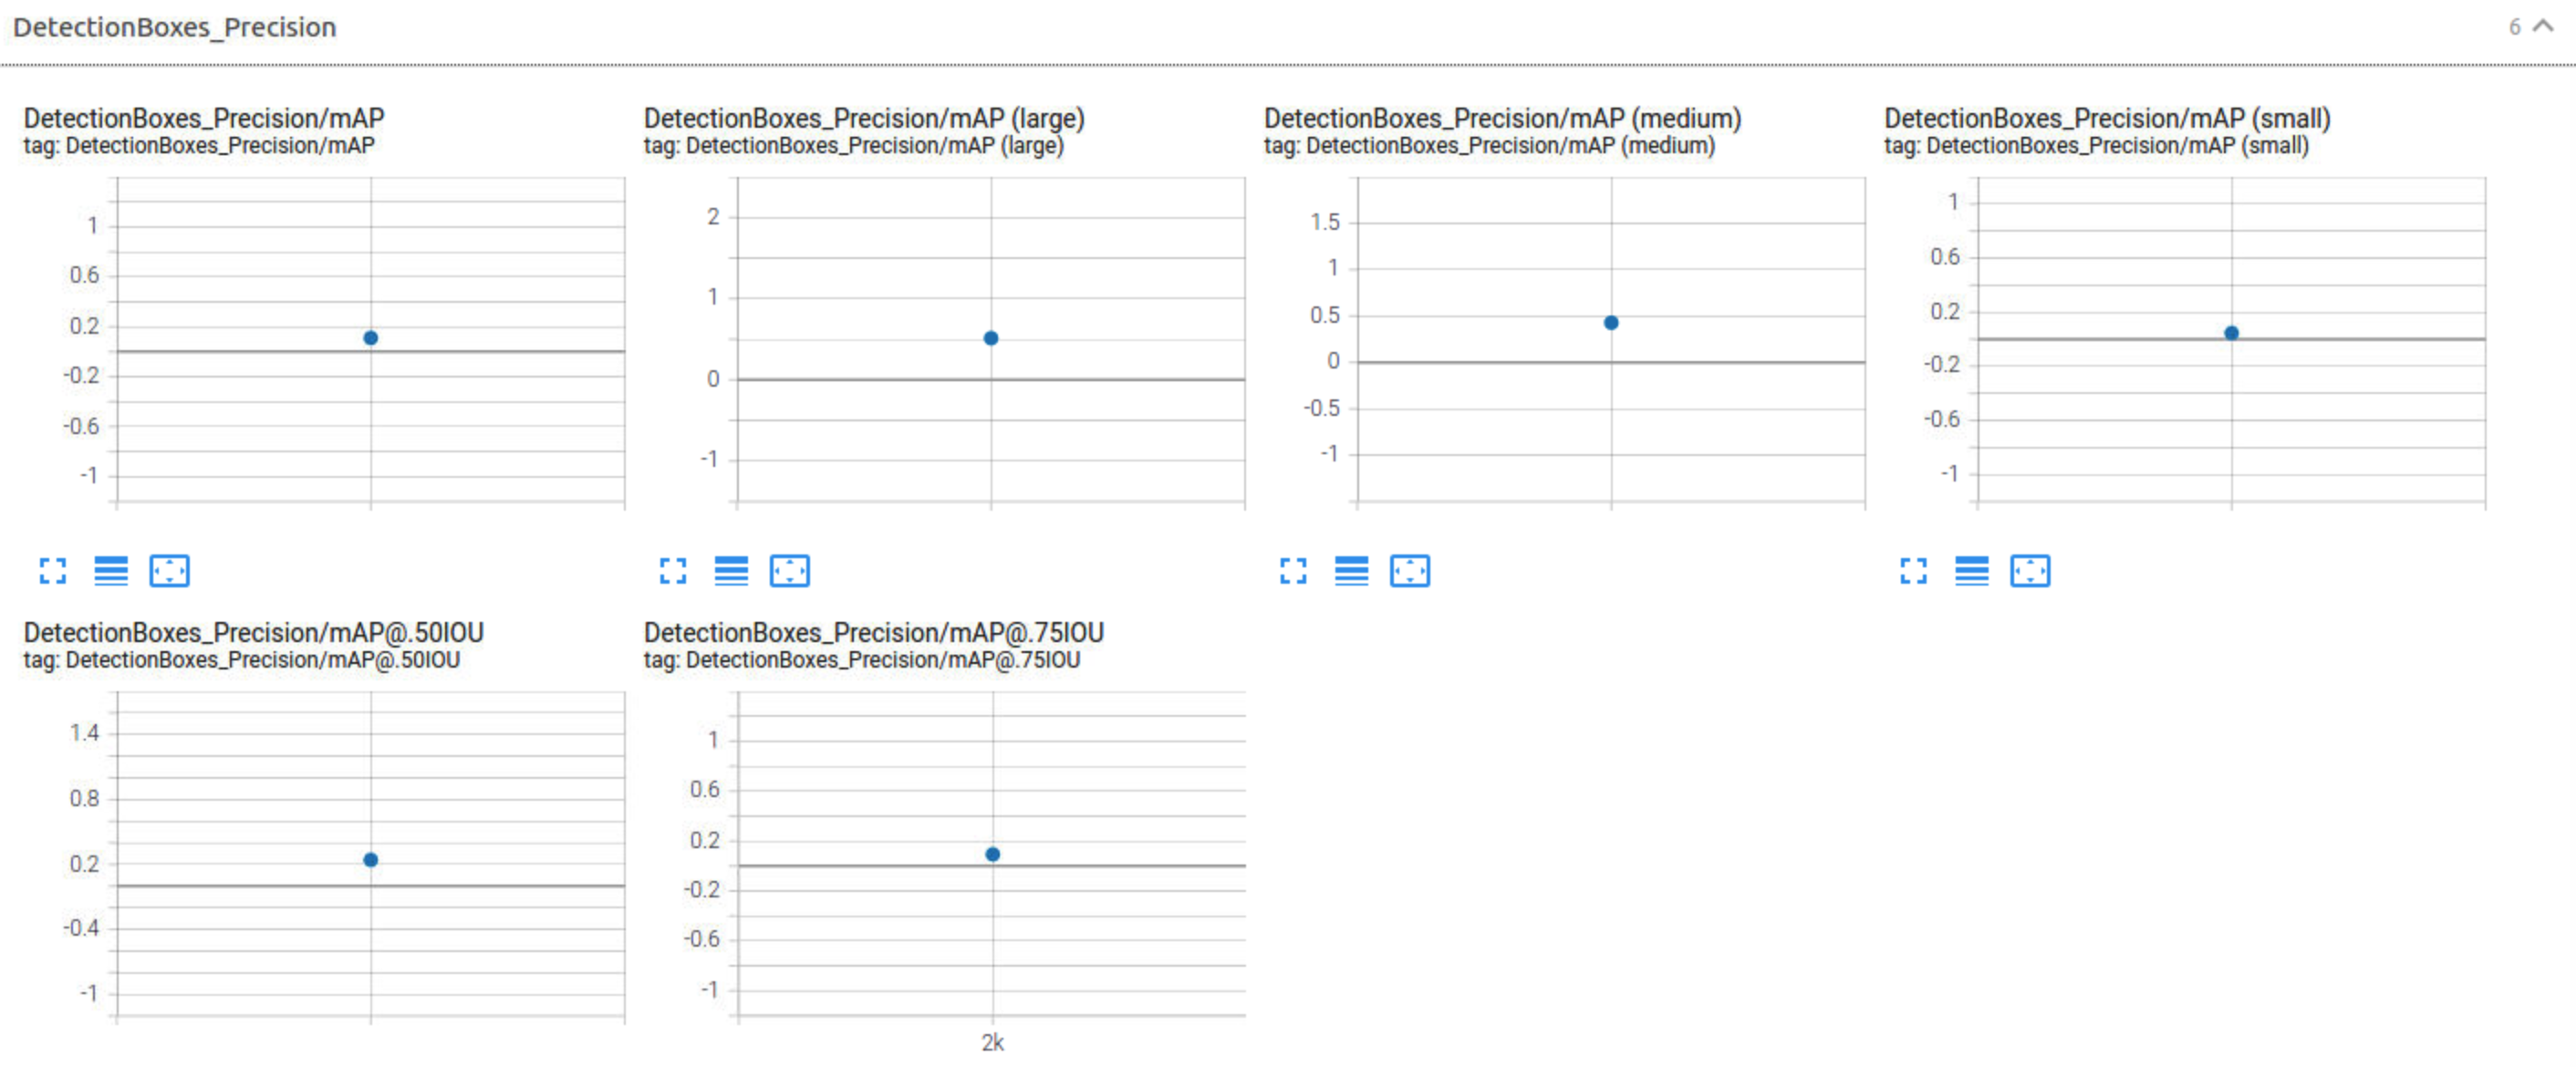 DetectionBoxes_Precision
6
DetectionBoxes_Precision/mAP
tag: DetectionBoxes_Precision/mAP
1
0.6
0.2
-0.2
-0.6
-1
DetectionBoxes_Precision/mAP (large)
tag: DetectionBoxes_Precision/mAP (large)
2
1
0
-1
DetectionBoxes_Precision/mAP (medium)
tag: DetectionBoxes_Precision/mAP (medium)
1.5
1
0.5
0
-0.5
-1
DetectionBoxes_Precision/mAP (small)
tag: DetectionBoxes_Precision/mAP (small)
1
0.6
0.2
-0.2
-0.6
-1
DetectionBoxes_Precision/mAP@.50IOU
tag: DetectionBoxes_Precision/mAP@.50IOU
1.4
0.8
0.2
-0.4
-1
DetectionBoxes_Precision/mAP@.75IOU
tag: DetectionBoxes_Precision/mAP@.75IOU
1
0.6
0.2
-0.2
-0.6
-1
2k